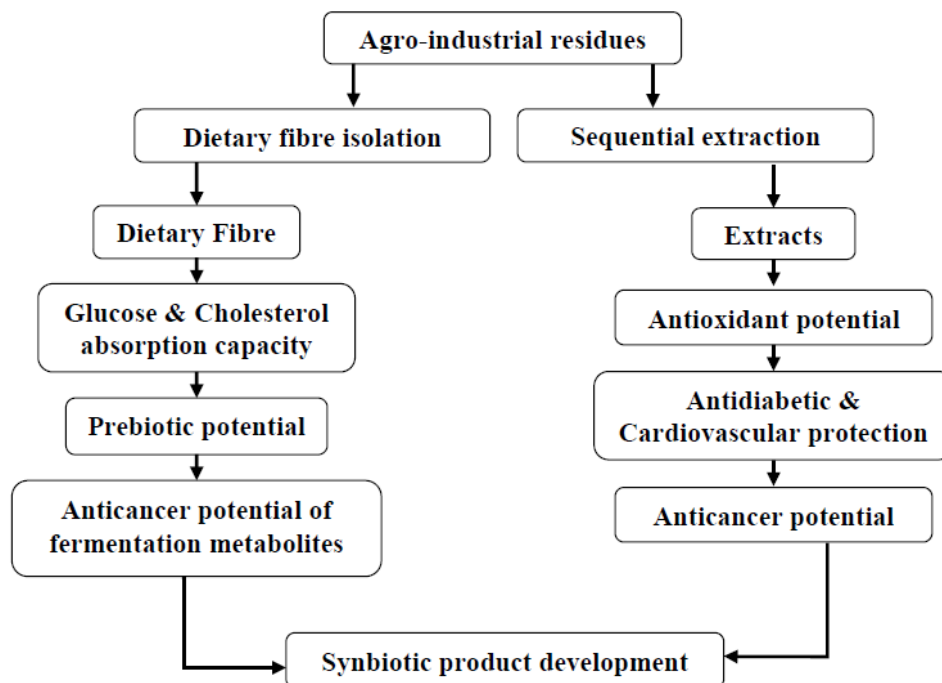 Agro-industrial residues
Dietary fibre isolation
Sequential extraction
Dietary Fibre
Extracts
Glucose & Cholesterol
absorption capacity
Antioxidant potential
Prebiotic potential
Antidiabetic &
Cardiovascular protection
Anticancer potential of
fermentation metabolites
Anticancer potential
Synbiotic product development